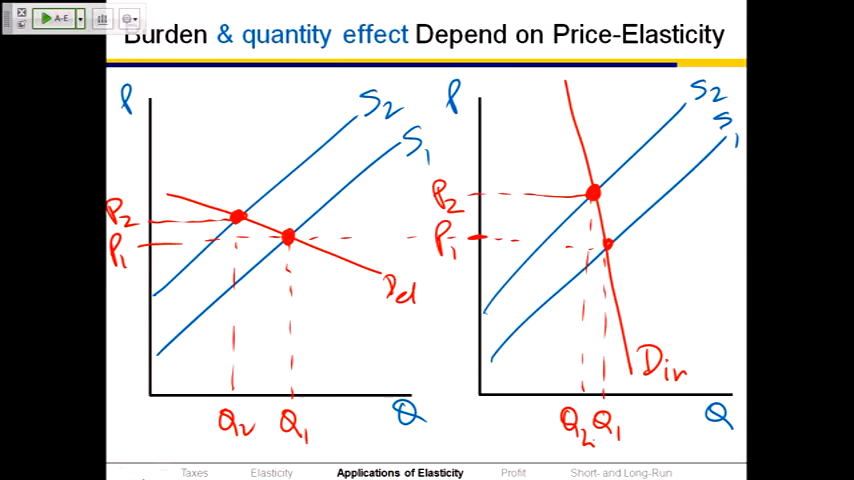 A-E
Burden & quantity effect Depend on Price-Elasticity
P
S2
S1
P2
P1
Del
Q2
Q1
Q
P
S2
S1
P2
P1
Din
Q2
Q1
Q
Taxes
Elasticity
Applications of Elasticity
Profit
Short- and Long-Run